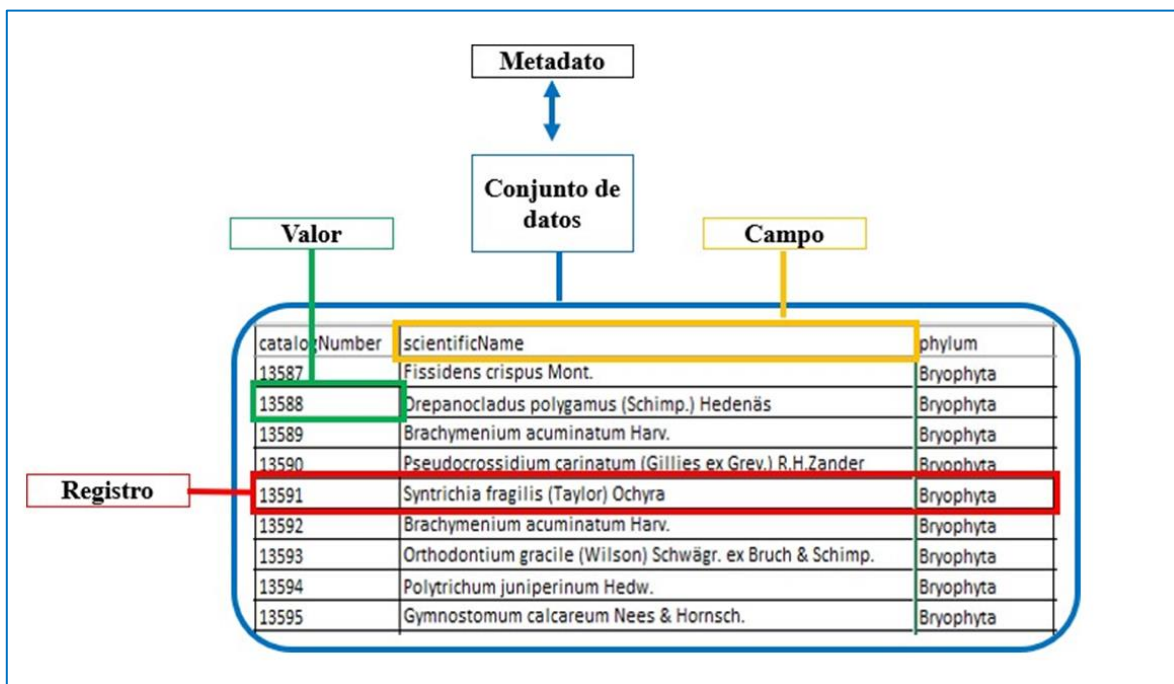 Metadato
Conjunto de
datos
Valor
Campo
catalogNumber scientificName phylum
13587 Fissidens crispus Mont. Bryophyta
13588 Drepanocladus polygamus (Schimp.) Hedenäs Bryophyta
13589 Brachymenium acuminatum Harv. Bryophyta
13590 Pseudocrossidium carinatum (Gillies ex Grev.) R.H.Zander Bryophyta
Registro
13591 Syntrichia fragilis (Taylor) Ochyra Bryophyta
13592 Brachymenium acuminatum Harv. Bryophyta
13593 Orthodontium gracile (Wilson) Schwägr. ex Bruch & Schimp. Bryophyta
13594 Polytrichum juniperinum Hedw. Bryophyta
13595 Gymnostomum calcareum Nees & Hornsch. Bryophyta